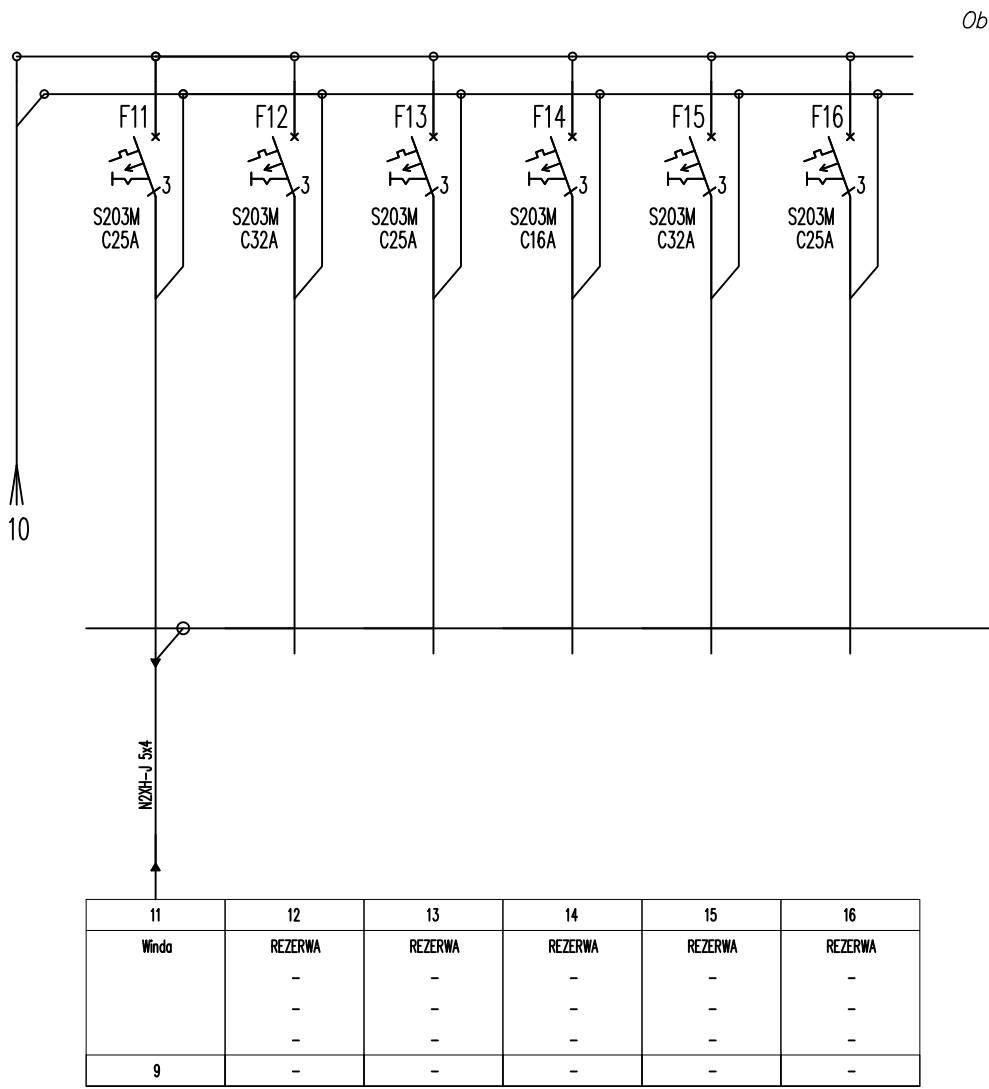 Ob
F11 F12 F13 F14 F15 F16
3 3 3 3 3 3
S203M S203M S203M S203M S203M S203M
C25A C32A C25A C16A C32A C25A
10
N2XH-J 5x4
11 12 13 14 15 16
Winda REZERWA REZERWA REZERWA REZERWA REZERWA
- - - - -
- - - - -
- - - - -
9 - - - - -